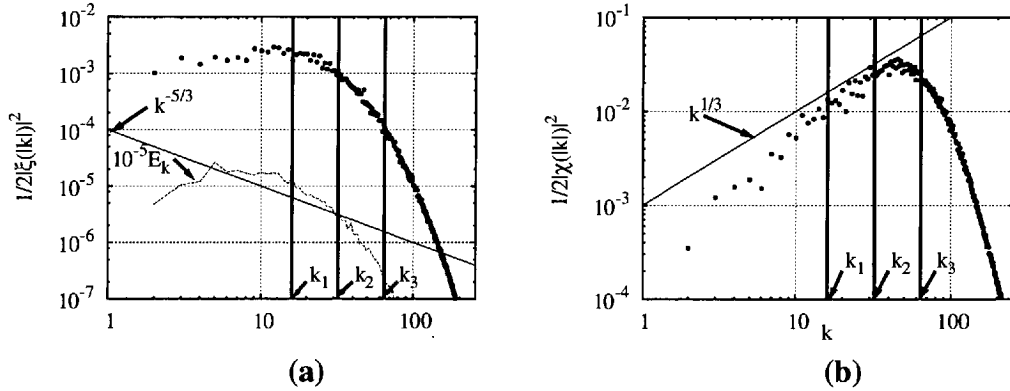 10^-2
10^-3
10^-4
10^-5
10^-6
10^-7
1/2|ξ(|k|)|^2
k^-5/3
10^-5E_k
k_1
k_2
k_3
1
10
100
(a)
10^-1
10^-2
10^-3
10^-4
1/2|χ(|k|)|^2
k^1/3
k_1
k_2
k_3
1
10
k
100
(b)